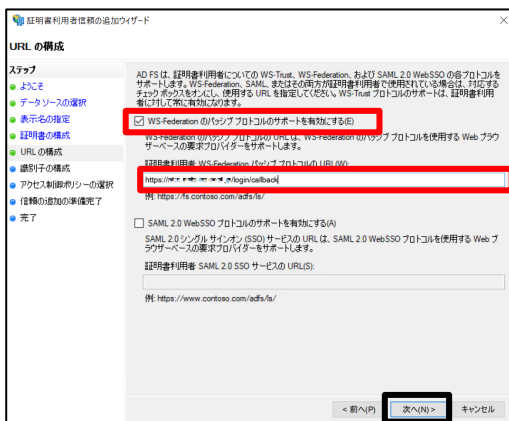 証明書利用者信頼の追加ウィザード
URL の構成
ステップ
ようこそ
データ ソースの選択
表示名の指定
証明書の構成
URL の構成
識別子の構成
アクセス制御ポリシーの選択
信頼の追加の準備完了
完了
AD FS は、証明書利用者についての WS-Trust、WS-Federation、および SAML 2.0 WebSSO の各プロトコルを
サポートします。WS-Federation、SAML、またはその両方が証明書利用者で使用されている場合は、対応する
チェック ボックスをオンにし、使用する URL を指定してください。WS-Trust プロトコルのサポートは、証明書利用
者に対して常に有効になります。
WS-Federation のパッシブ プロトコルのサポートを有効にする(E)
WS-Federation のパッシブ プロトコルの URL は、WS-Federation のパッシブ プロトコルを使用する Web ブラウ
ザーベースの要求プロバイダーをサポートします。
証明書利用者 WS-Federation パッシブ プロトコルの URL(W):
https:// /login/callback
例: https://fs.contoso.com/adfs/ls/
SAML 2.0 WebSSO プロトコルのサポートを有効にする(A)
SAML 2.0 シングル サインオン (SSO) サービスの URL は、SAML 2.0 WebSSO プロトコルを使用する Web ブ
ラウザーベースの要求プロバイダーをサポートします。
証明書利用者 SAML 2.0 SSO サービスの URL(S):
例: https://www.contoso.com/adfs/ls/
< 前へ(P) 次へ(N) > キャンセル